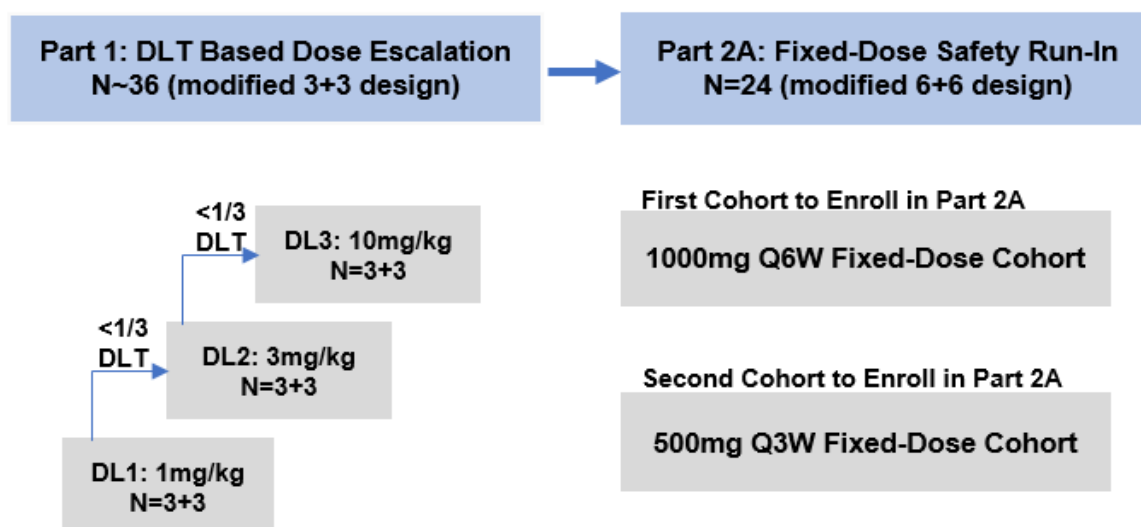 Part 1: DLT Based Dose Escalation
N~36 (modified 3+3 design)
Part 2A: Fixed-Dose Safety Run-In
N=24 (modified 6+6 design)
<1/3
DLT
DL3: 10mg/kg
N=3+3
<1/3
DLT
DL2: 3mg/kg
N=3+3
DL1: 1mg/kg
N=3+3
First Cohort to Enroll in Part 2A
1000mg Q6W Fixed-Dose Cohort
Second Cohort to Enroll in Part 2A
500mg Q3W Fixed-Dose Cohort